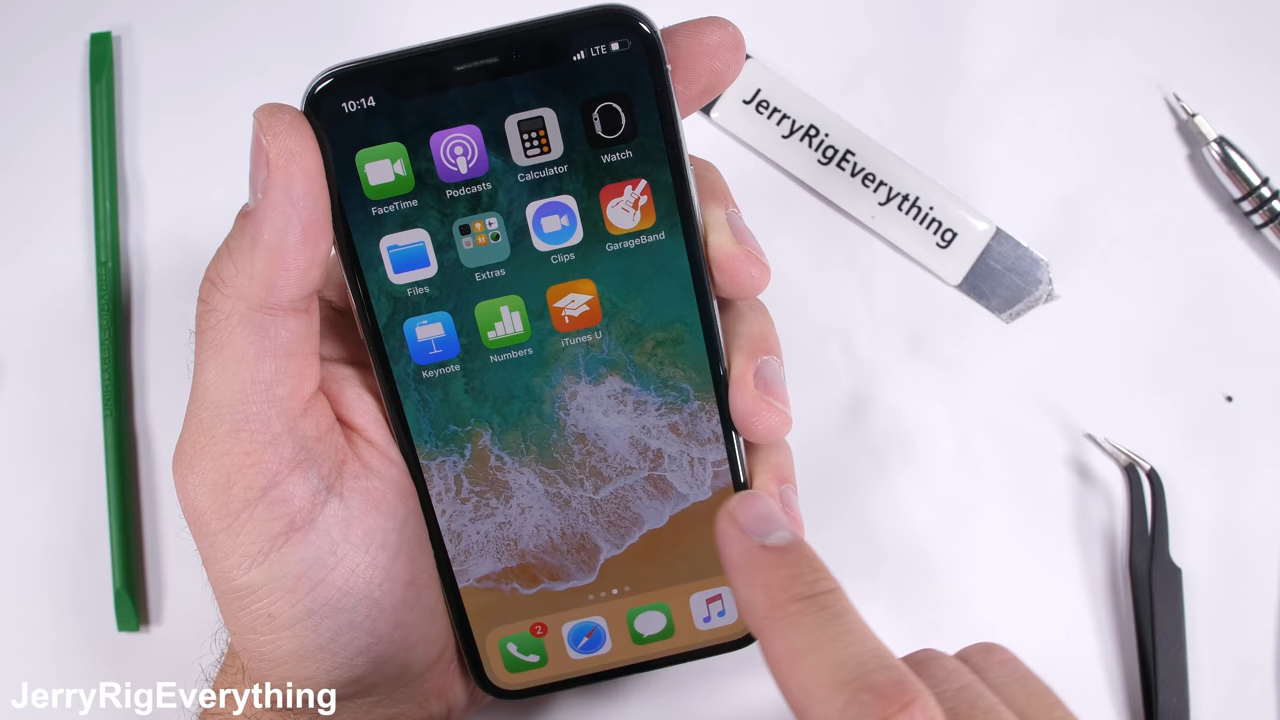 10:14
LTE
FaceTime
Podcasts
Calculator
Watch
Files
Extras
Clips
GarageBand
Keynote
Numbers
iTunes U
2
JerryRigEverything
JerryRigEverything